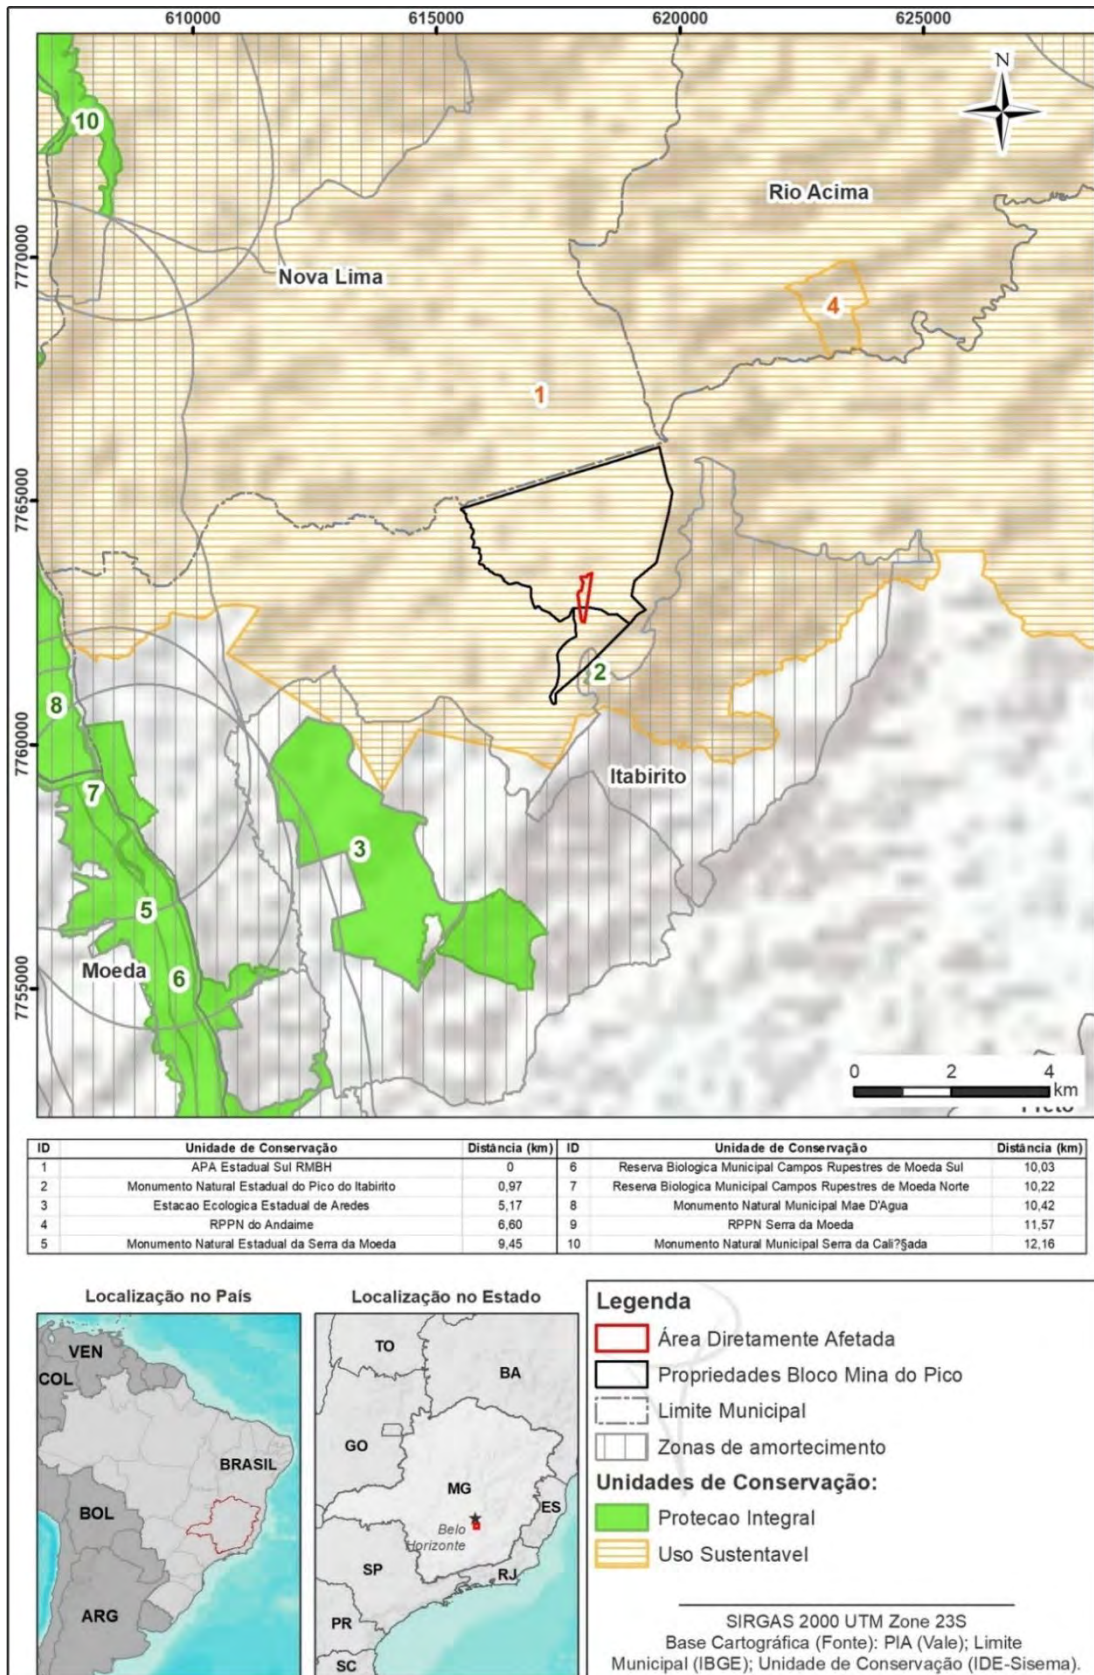 610000 615000 620000 625000
N
10
Rio Acima
7770000
Nova Lima
4
1
7765000
2
8
7760000
Itabirito
7
3
5
Moeda
6
7755000
0 2 4
km
ID Unidade de Conservação Distância (km) ID Unidade de Conservação Distância (km)
1 APA Estadual Sul RMBH 0 6 Reserva Biologica Municipal Campos Rupestres de Moeda Sul 10,03
2 Monumento Natural Estadual do Pico do Itabirito 0,97 7 Reserva Biologica Municipal Campos Rupestres de Moeda Norte 10,22
3 Estacao Ecologica Estadual de Aredes 5,17 8 Monumento Natural Municipal Mae D'Agua 10,42
4 RPPN do Andaime 6,60 9 RPPN Serra da Moeda 11,57
5 Monumento Natural Estadual da Serra da Moeda 9,45 10 Monumento Natural Municipal Serra da Cali?§ada 12,16
Localização no País
VEN
COL
BRASIL
BOL
ARG
Localização no Estado
TO
BA
GO
MG
ES
Belo
Horizonte
SP
RJ
PR
SC
Legenda
Área Diretamente Afetada
Propriedades Bloco Mina do Pico
Limite Municipal
Zonas de amortecimento
Unidades de Conservação:
Protecao Integral
Uso Sustentavel
SIRGAS 2000 UTM Zone 23S
Base Cartográfica (Fonte): PIA (Vale); Limite
Municipal (IBGE); Unidade de Conservação (IDE-Sisema).